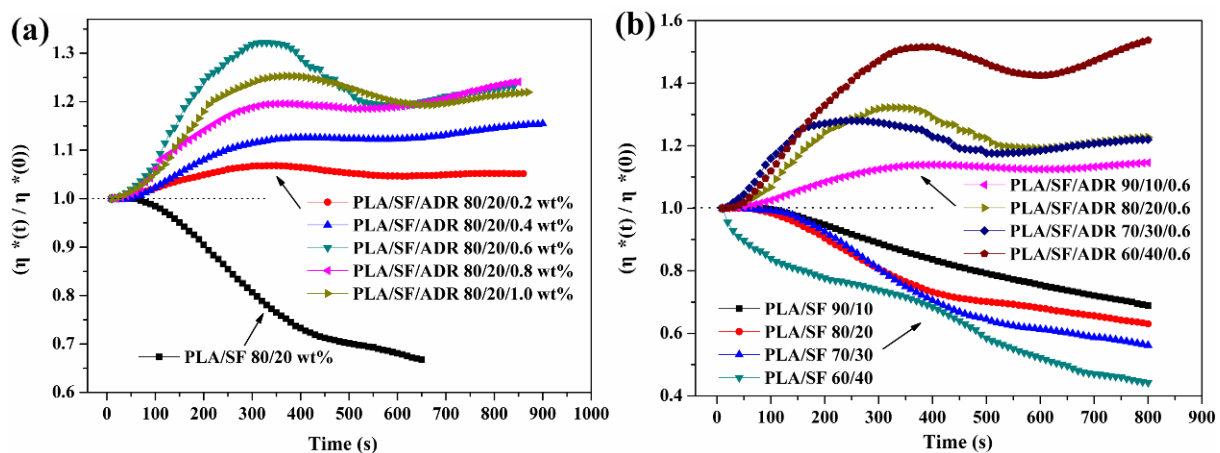 (a)
(η *(t) / η *(0))
1.3
1.2
1.1
1.0
0.9
0.8
0.7
0.6
0 100 200 300 400 500 600 700 800 900 1000
Time (s)
PLA/SF/ADR 80/20/0.2 wt%
PLA/SF/ADR 80/20/0.4 wt%
PLA/SF/ADR 80/20/0.6 wt%
PLA/SF/ADR 80/20/0.8 wt%
PLA/SF/ADR 80/20/1.0 wt%
PLA/SF 80/20 wt%
(b)
(η *(t) / η *(0))
1.6
1.4
1.2
1.0
0.8
0.6
0.4
0 100 200 300 400 500 600 700 800 900
Time (s)
PLA/SF/ADR 90/10/0.6
PLA/SF/ADR 80/20/0.6
PLA/SF/ADR 70/30/0.6
PLA/SF/ADR 60/40/0.6
PLA/SF 90/10
PLA/SF 80/20
PLA/SF 70/30
PLA/SF 60/40